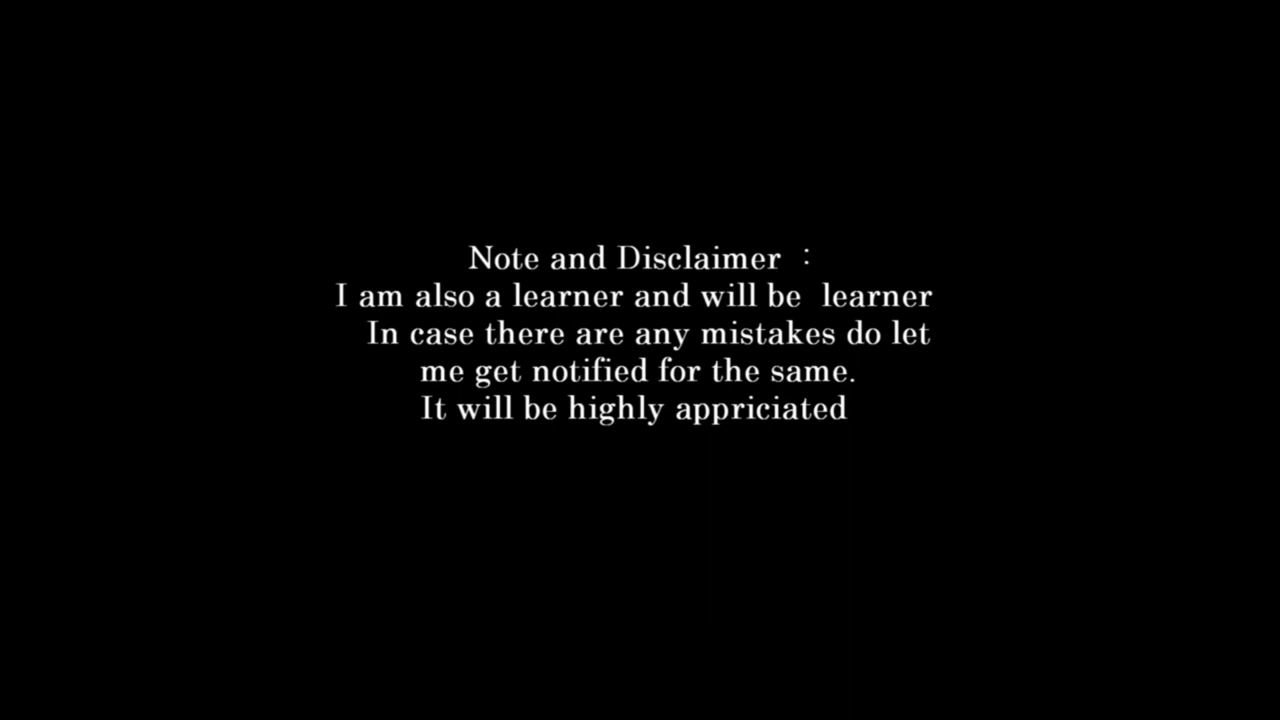 Note and Disclaimer :
I am also a learner and will be learner
In case there are any mistakes do let
me get notified for the same.
It will be highly appriciated